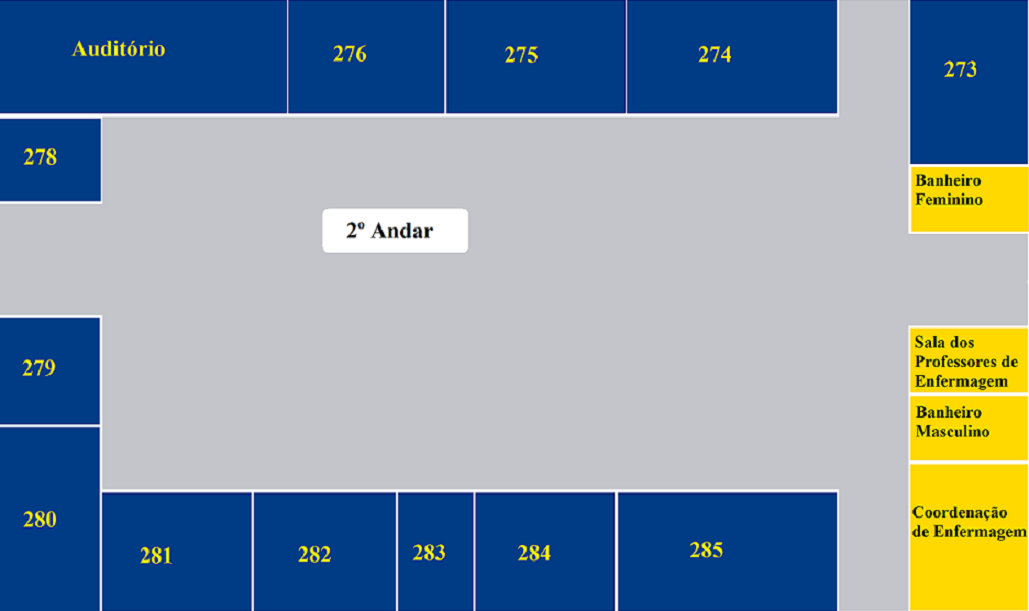 Auditório
276
275
274
273
278
Banheiro
Feminino
2º Andar
279
Sala dos
Professores de
Enfermagem
Banheiro
Masculino
280
281
282
283
284
285
Coordenação
de Enfermagem